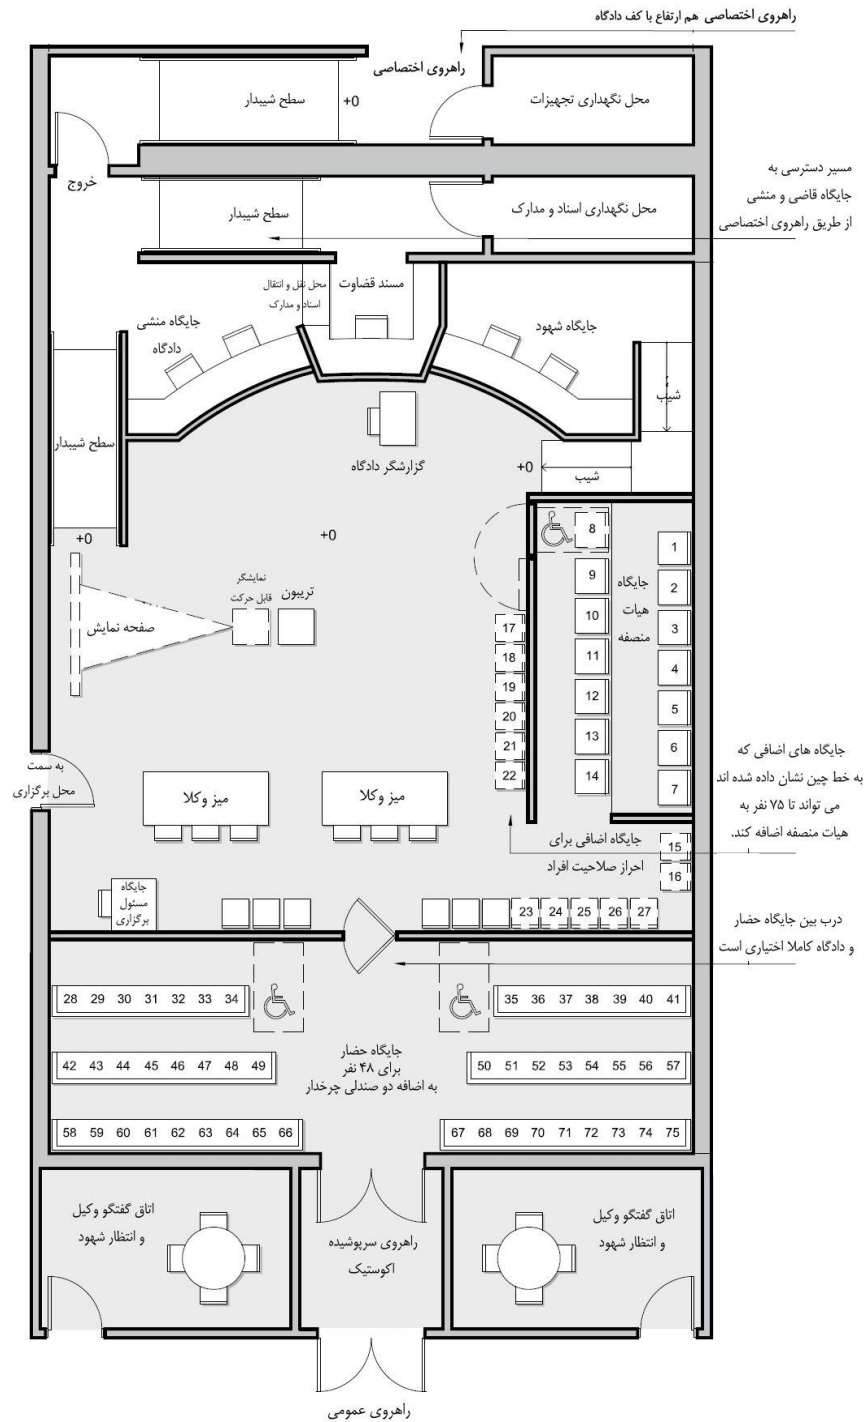 راهروی اختصاصی هم ارتفاع با کف دادگاه
راهروی اختصاصی
سطح شیبدار
+0
محل نگهداری تجهیزات
خروج
مسیر دسترسی به
جایگاه قاضی و منشی
از طریق راهروی اختصاصی
سطح شیبدار
محل نگهداری اسناد و مدارک
محل نقل و انتقال
اسناد و مدارک
مسند قضاوت
جایگاه منشی
دادگاه
جایگاه شهود
شیب
سطح شیبدار
گزارشگر دادگاه
+0
شیب
+0
+0
8
1
9
2
10
3
11
4
12
5
13
6
14
7
جایگاه
هیات
منصفه
نمایشگر
قابل حرکت
تریبون
صفحه نمایش
17
18
19
20
21
22
به سمت
محل برگزاری
میز وکلا
میز وکلا
جایگاه های اضافی که
به خط چین نشان داده شده اند
می تواند تا ۷۵ نفر به
هیات منصفه اضافه کند.
جایگاه اضافی برای
احراز صلاحیت افراد
15
16
جایگاه
مسئول
برگزاری
23 24 25 26 27
درب بین جایگاه حضار
و دادگاه کاملا اختیاری است
28 29 30 31 32 33 34
35 36 37 38 39 40 41
جایگاه حضار
برای ۴۸ نفر
به اضافه دو صندلی چرخدار
42 43 44 45 46 47 48 49
50 51 52 53 54 55 56 57
58 59 60 61 62 63 64 65 66
67 68 69 70 71 72 73 74 75
اتاق گفتگو وکیل
و انتظار شهود
راهروی سرپوشیده
اکوستیک
اتاق گفتگو وکیل
و انتظار شهود
راهروی عمومی